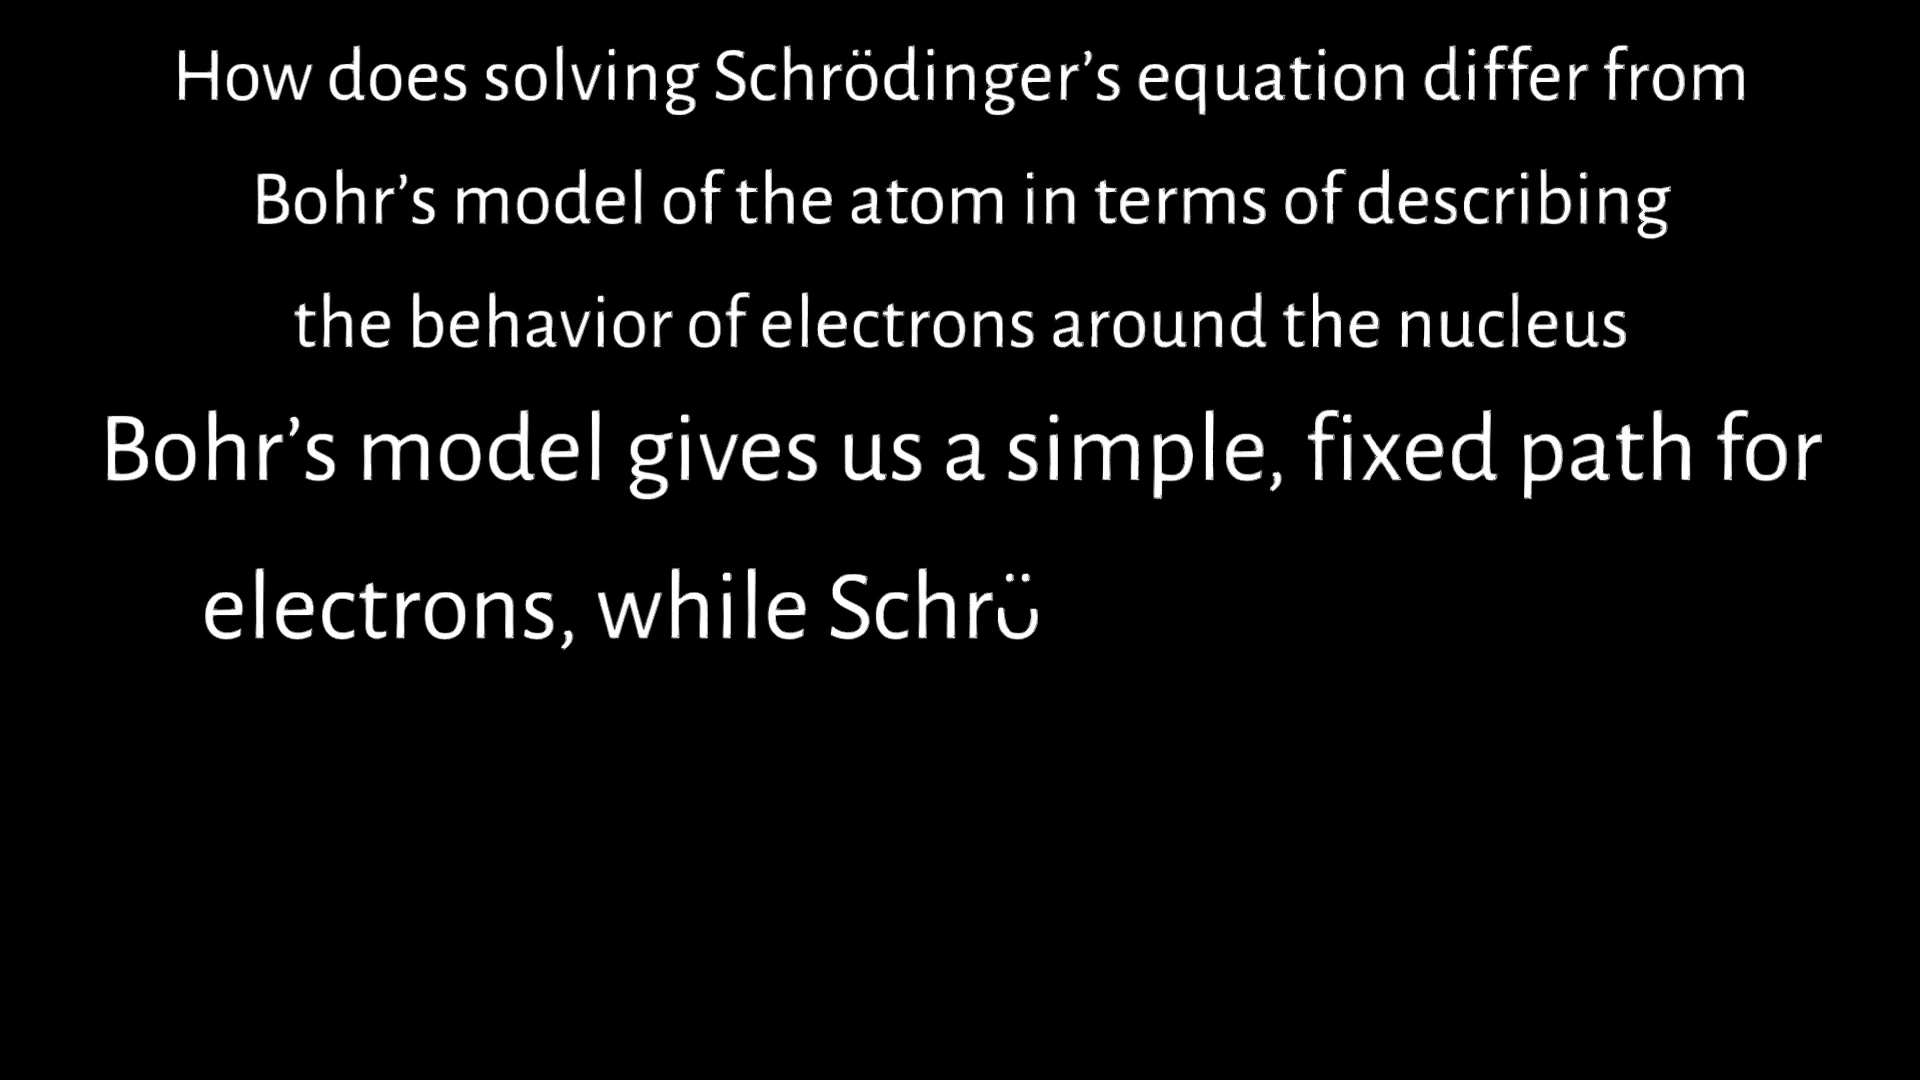 How does solving Schrödinger’s equation differ from
Bohr’s model of the atom in terms of describing
the behavior of electrons around the nucleus
Bohr’s model gives us a simple, fixed path for
electrons, while Schrö